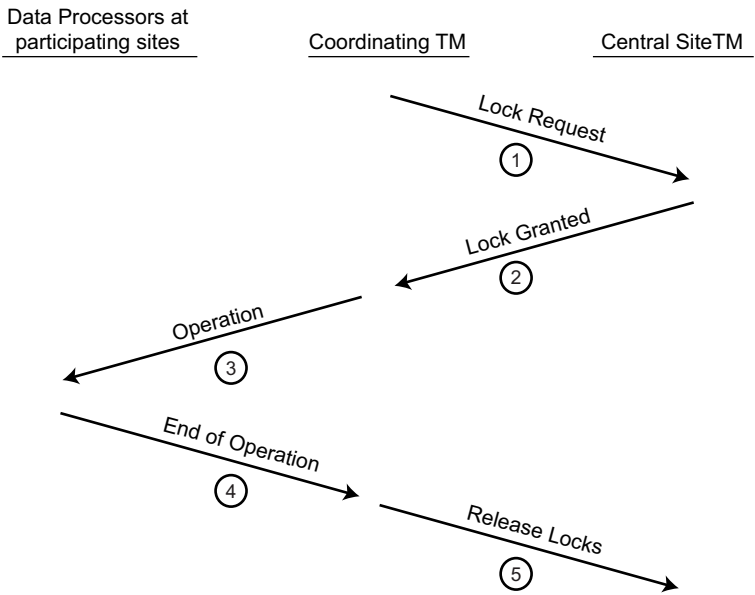 Data Processors at
participating sites
Coordinating TM
Central SiteTM
Lock Request
1
Lock Granted
2
Operation
3
End of Operation
4
Release Locks
5